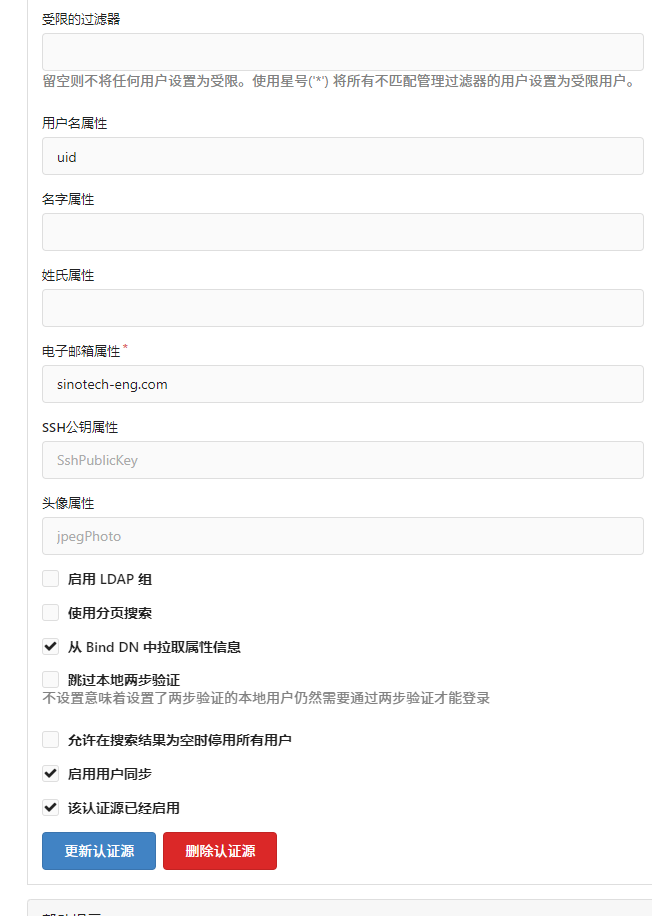 受限的过滤器
留空则不将任何用户设置为受限。使用星号('*') 将所有不匹配管理过滤器的用户设置为受限用户。
用户名属性
uid
名字属性
姓氏属性
电子邮箱属性*
sinotech-eng.com
SSH公钥属性
SshPublicKey
头像属性
jpegPhoto
启用 LDAP 组
使用分页搜索
从 Bind DN 中拉取属性信息
跳过本地两步验证
不设置意味着设置了两步验证的本地用户仍然需要通过两步验证才能登录
允许在搜索结果为空时停用所有用户
启用用户同步
该认证源已经启用
更新认证源 删除认证源